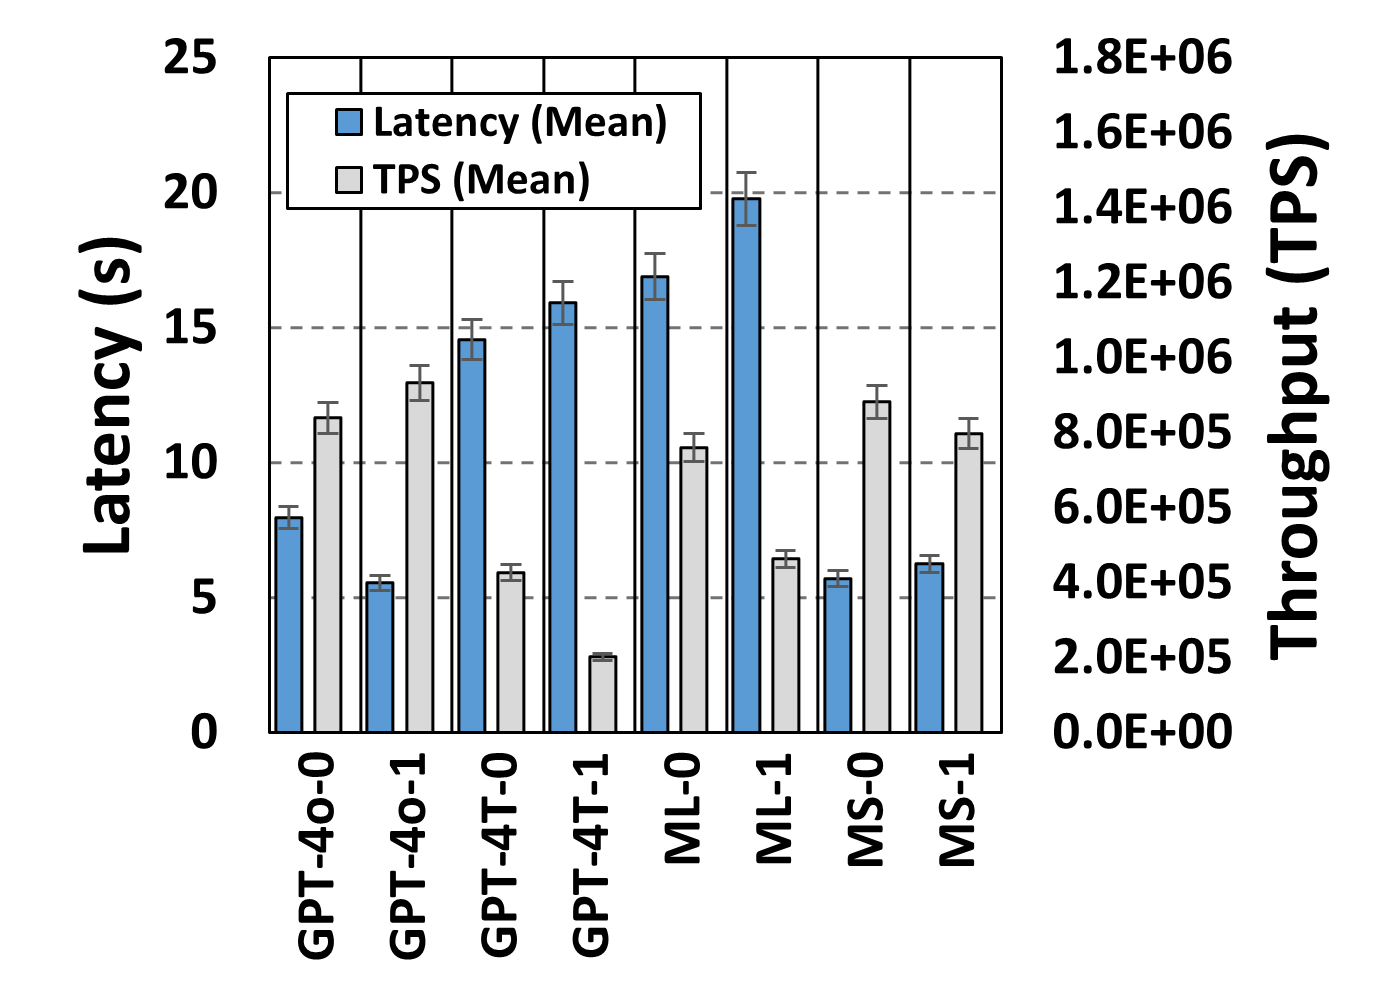 Latency (Mean)
TPS (Mean)
Latency (s)
25
20
15
10
5
0
1.8E+06
1.6E+06
1.4E+06
1.2E+06
1.0E+06
8.0E+05
6.0E+05
4.0E+05
2.0E+05
0.0E+00
Throughput (TPS)
GPT-4o-0
GPT-4o-1
GPT-4T-0
GPT-4T-1
ML-0
ML-1
MS-0
MS-1